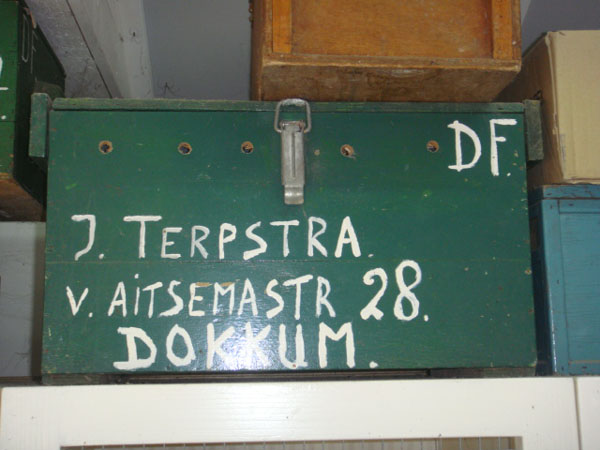 DF.
J. TERPSTRA.
V. AiTSEMASTR 28.
DOKKUM.